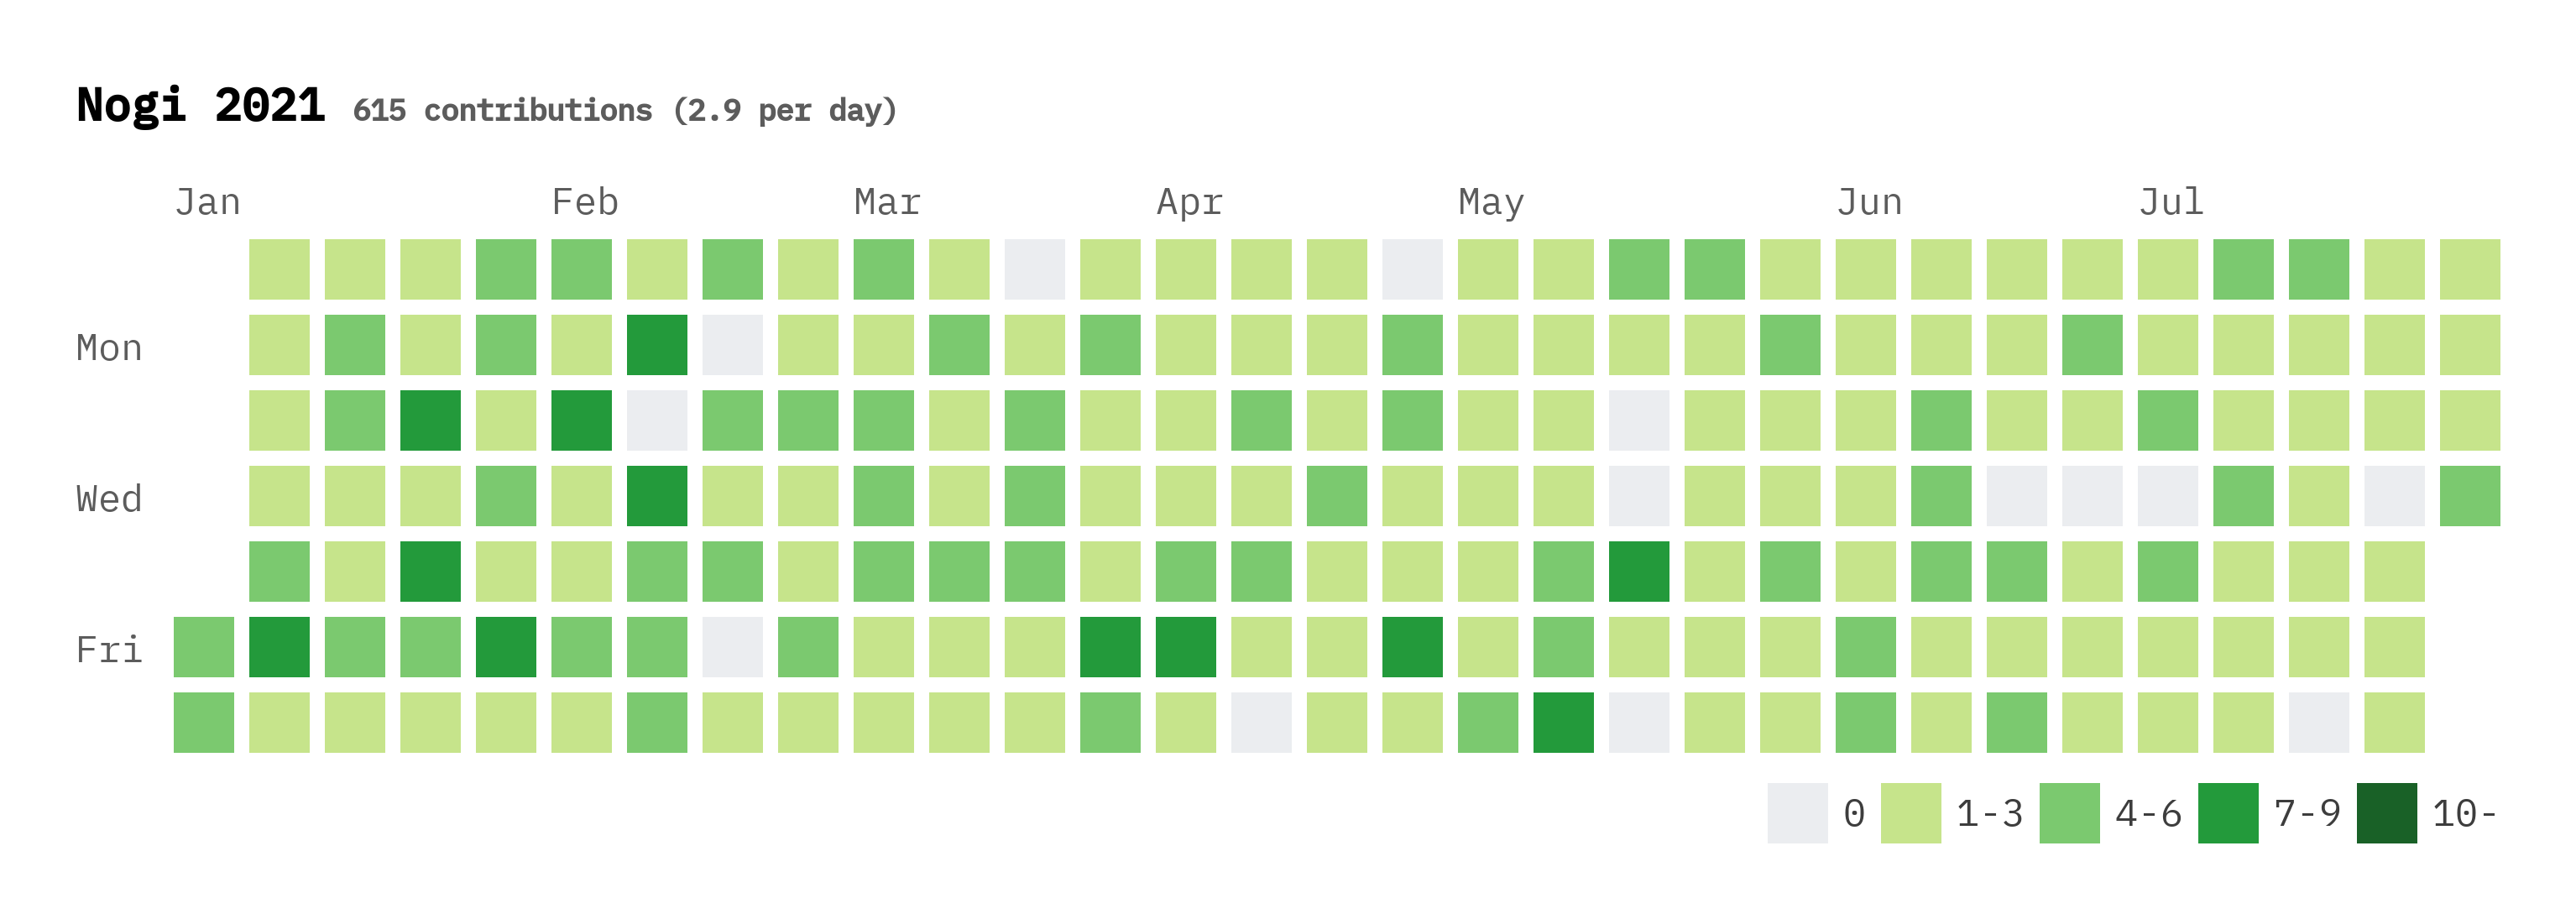 Nogi 2021 615 contributions (2.9 per day)
Jan Feb Mar Apr May Jun Jul
Mon
Wed
Fri
0 1-3 4-6 7-9 10-